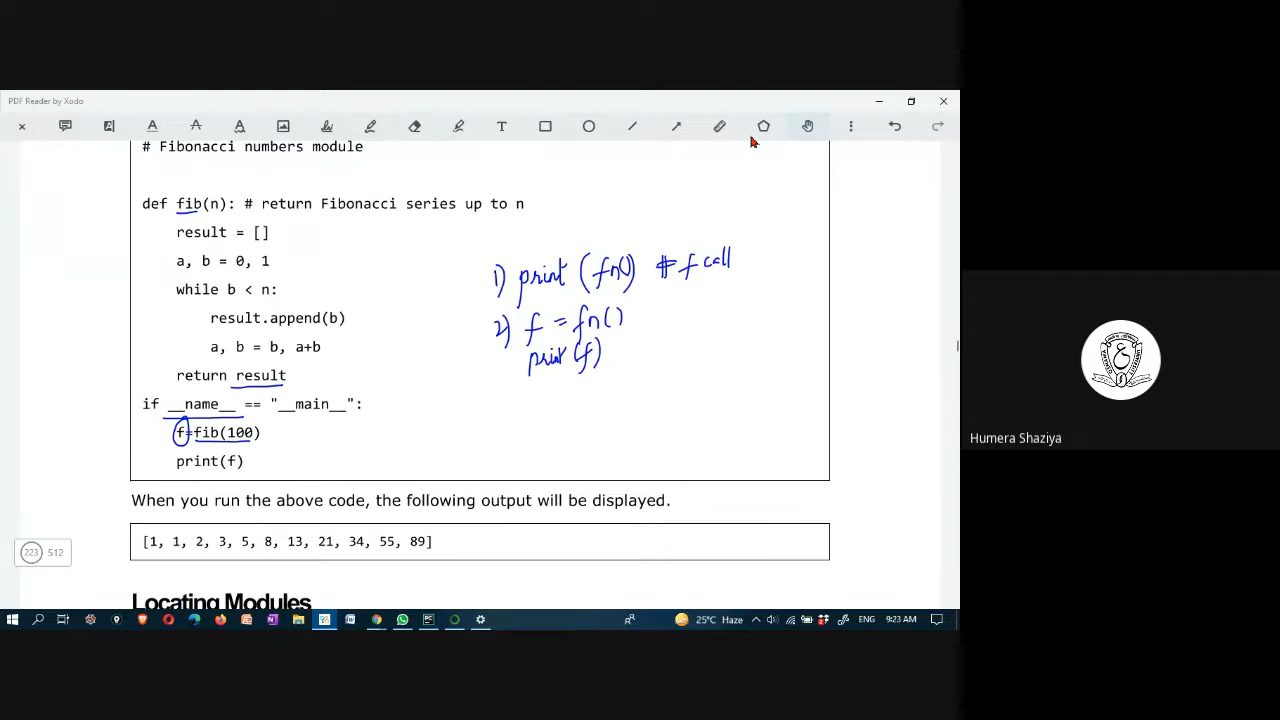 PDF Reader by Xodo
# Fibonacci numbers module
def fib(n): # return Fibonacci series up to n
result = []
a, b = 0, 1
while b < n:
result.append(b)
a, b = b, a+b
return result
if __name__ == "__main__":
f=fib(100)
print(f)
1) print (fn()) # f call
2) f = fn()
print (f)
When you run the above code, the following output will be displayed.
[1, 1, 2, 3, 5, 8, 13, 21, 34, 55, 89]
223 512
Locating Modules
25°C Haze
ENG
9:23 AM
Humera Shaziya